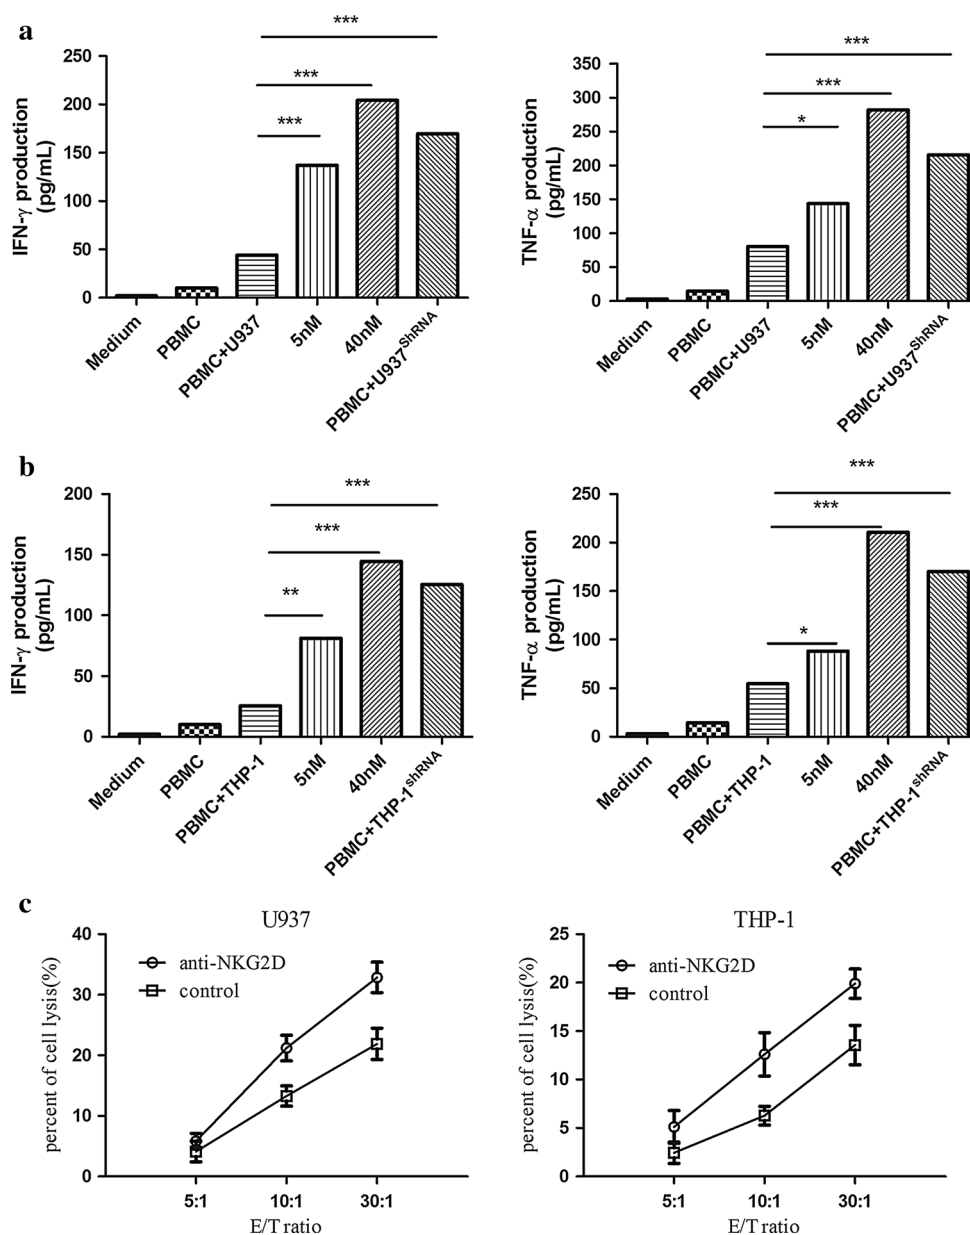 a
IFN-γ production
(pg/mL)
250
200
150
100
50
0
***
***
***
Medium
PBMC
PBMC+U937
5nM
40nM
PBMC+U937ShRNA
TNF-α production
(pg/mL)
350
300
250
200
150
100
50
0
***
***
*
Medium
PBMC
PBMC+U937
5nM
40nM
PBMC+U937ShRNA
b
IFN-γ production
(pg/mL)
200
150
100
50
0
***
***
**
Medium
PBMC
PBMC+THP-1
5nM
40nM
PBMC+THP-1shRNA
TNF-α production
(pg/mL)
250
200
150
100
50
0
***
***
*
Medium
PBMC
PBMC+THP-1
5nM
40nM
PBMC+THP-1shRNA
c
U937
percent of cell lysis(%)
40
30
20
10
0
anti-NKG2D
control
5:1
10:1
30:1
E/T ratio
THP-1
percent of cell lysis(%)
25
20
15
10
5
0
anti-NKG2D
control
5:1
10:1
30:1
E/T ratio